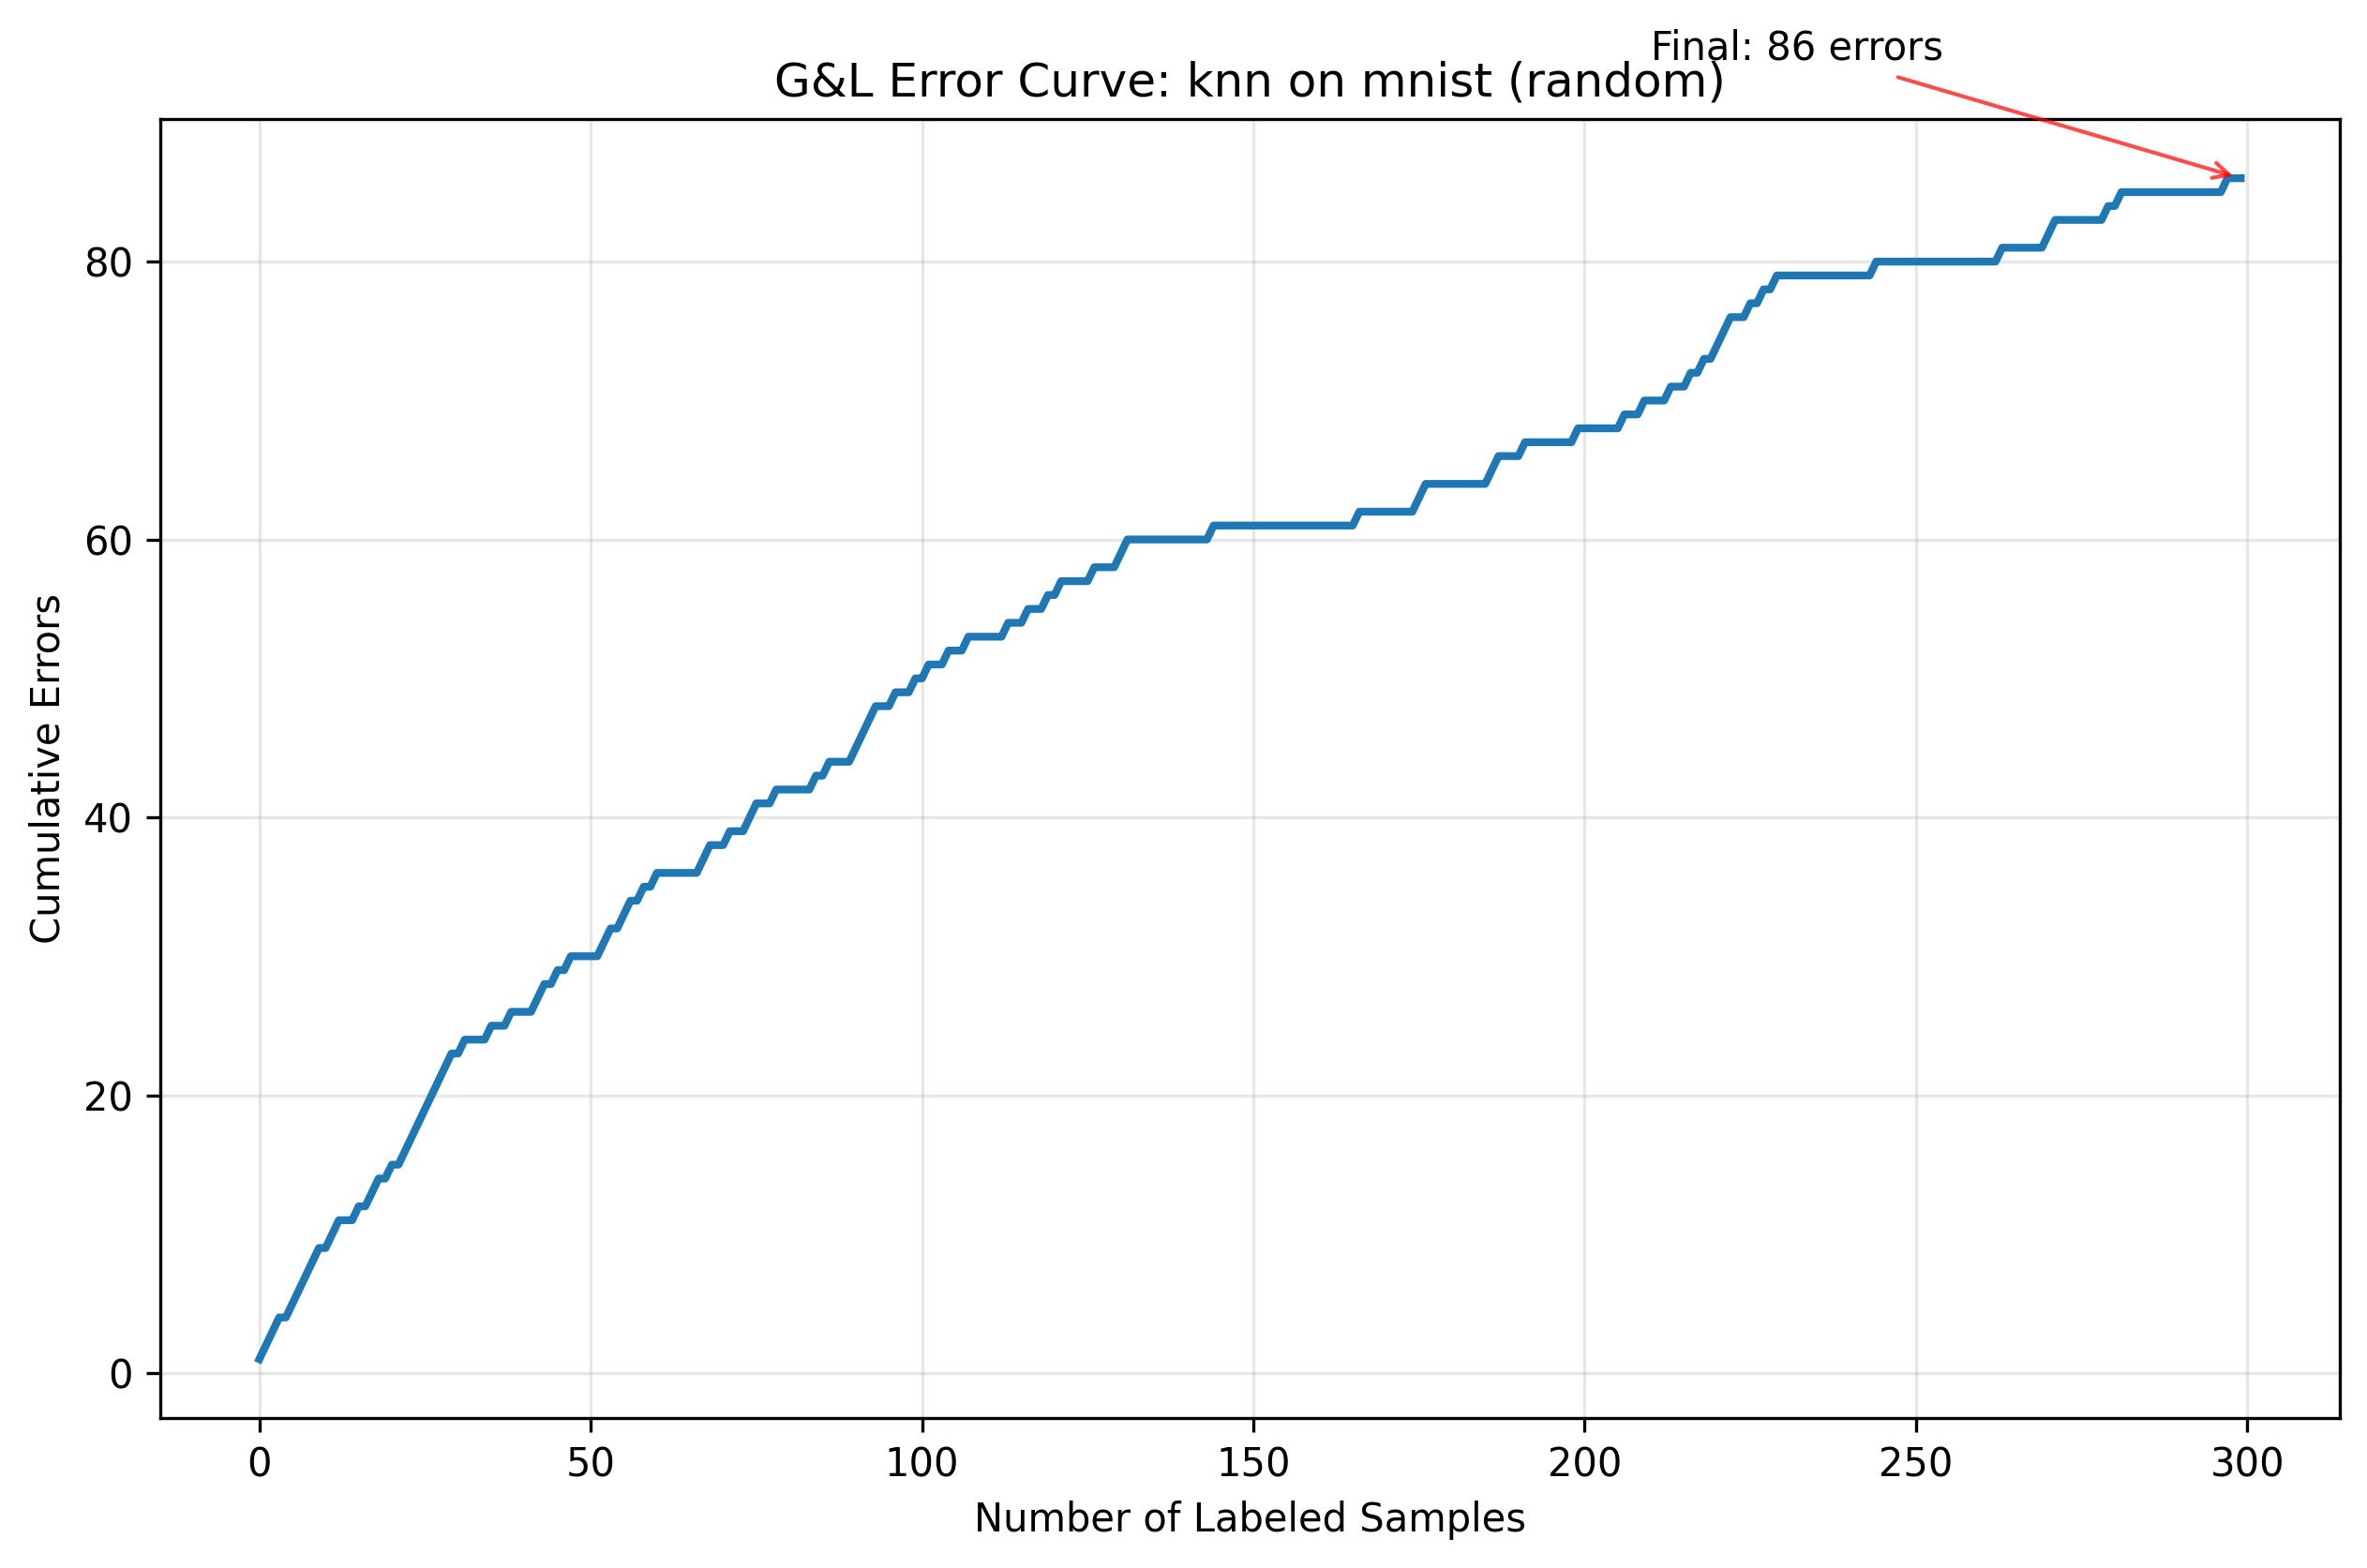 Final: 86 errors
G&L Error Curve: knn on mnist (random)
Cumulative Errors
80
60
40
20
0
0 50 100 150 200 250 300
Number of Labeled Samples